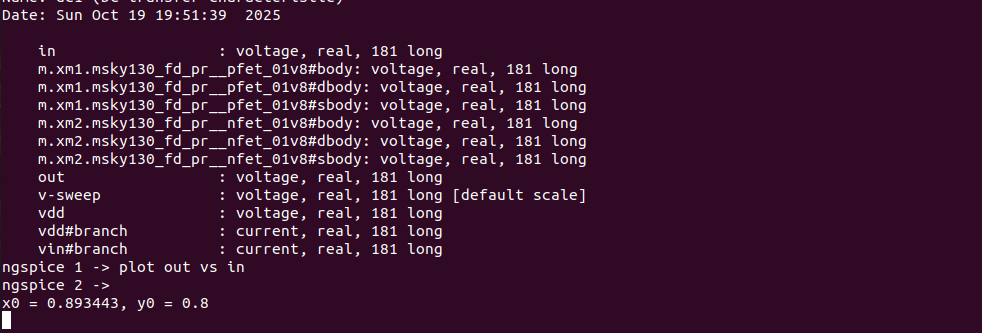 Date: Sun Oct 19 19:51:39  2025
in : voltage, real, 181 long
m.xm1.msky130_fd_pr__pfet_01v8#body: voltage, real, 181 long
m.xm1.msky130_fd_pr__pfet_01v8#dbody: voltage, real, 181 long
m.xm1.msky130_fd_pr__pfet_01v8#sbody: voltage, real, 181 long
m.xm2.msky130_fd_pr__nfet_01v8#body: voltage, real, 181 long
m.xm2.msky130_fd_pr__nfet_01v8#dbody: voltage, real, 181 long
m.xm2.msky130_fd_pr__nfet_01v8#sbody: voltage, real, 181 long
out : voltage, real, 181 long
v-sweep : voltage, real, 181 long [default scale]
vdd : voltage, real, 181 long
vdd#branch : current, real, 181 long
vin#branch : current, real, 181 long
ngspice 1 -> plot out vs in
ngspice 2 ->
x0 = 0.893443, y0 = 0.8